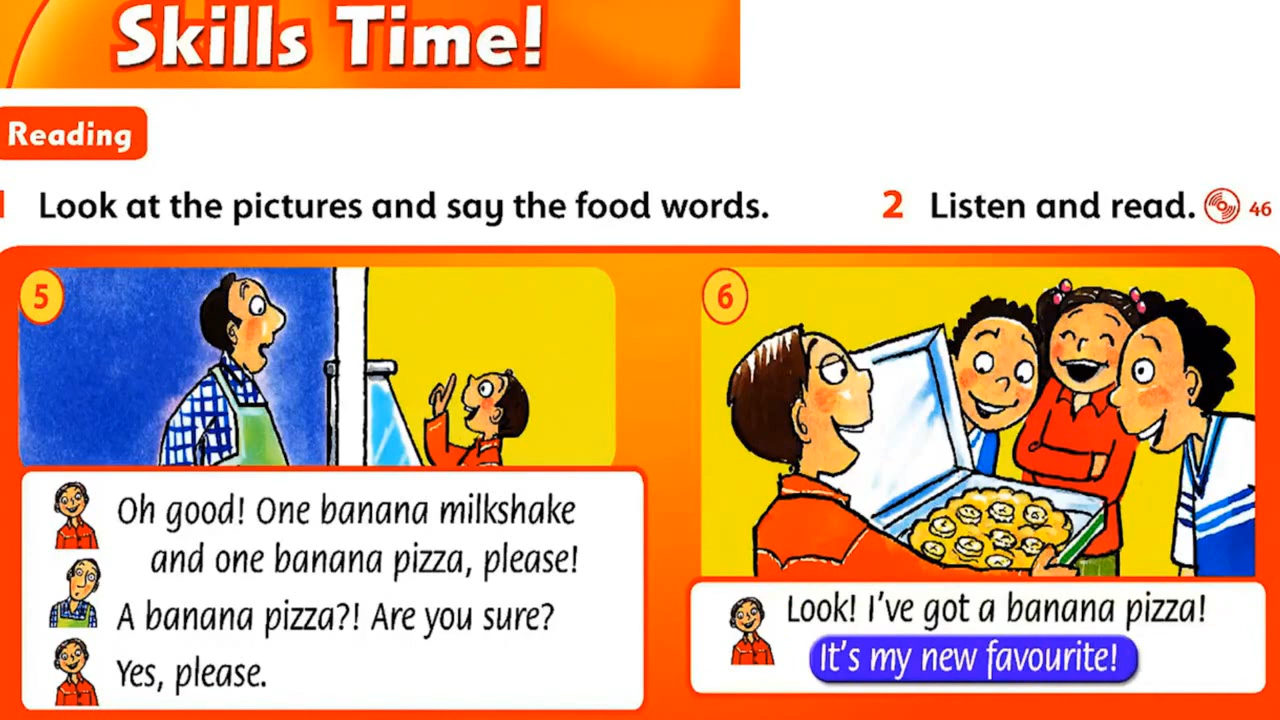 Skills Time!
Reading
1 Look at the pictures and say the food words.
2 Listen and read. 46
5
Oh good! One banana milkshake
and one banana pizza, please!
A banana pizza?! Are you sure?
Yes, please.
6
Look! I've got a banana pizza!
It's my new favourite!